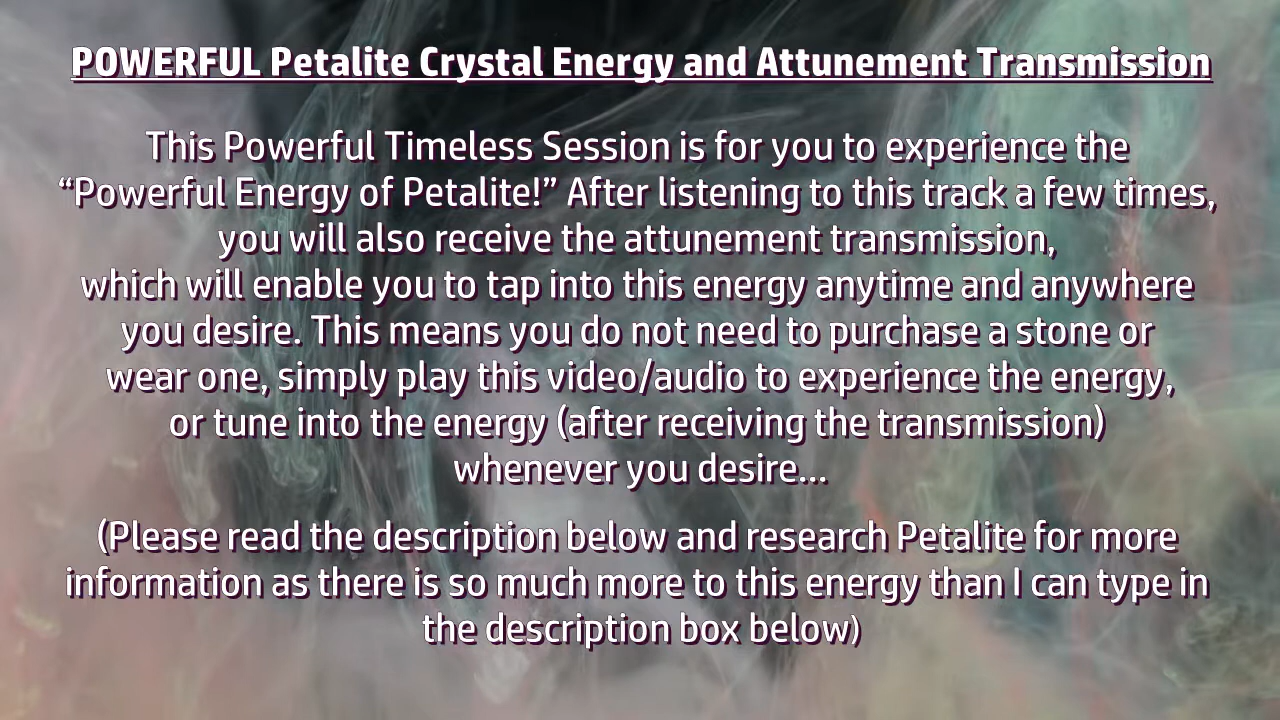 POWERFUL Petalite Crystal Energy and Attunement Transmission
This Powerful Timeless Session is for you to experience the
“Powerful Energy of Petalite!” After listening to this track a few times,
you will also receive the attunement transmission,
which will enable you to tap into this energy anytime and anywhere
you desire. This means you do not need to purchase a stone or
wear one, simply play this video/audio to experience the energy,
or tune into the energy (after receiving the transmission)
whenever you desire...
(Please read the description below and research Petalite for more
information as there is so much more to this energy than I can type in
the description box below)